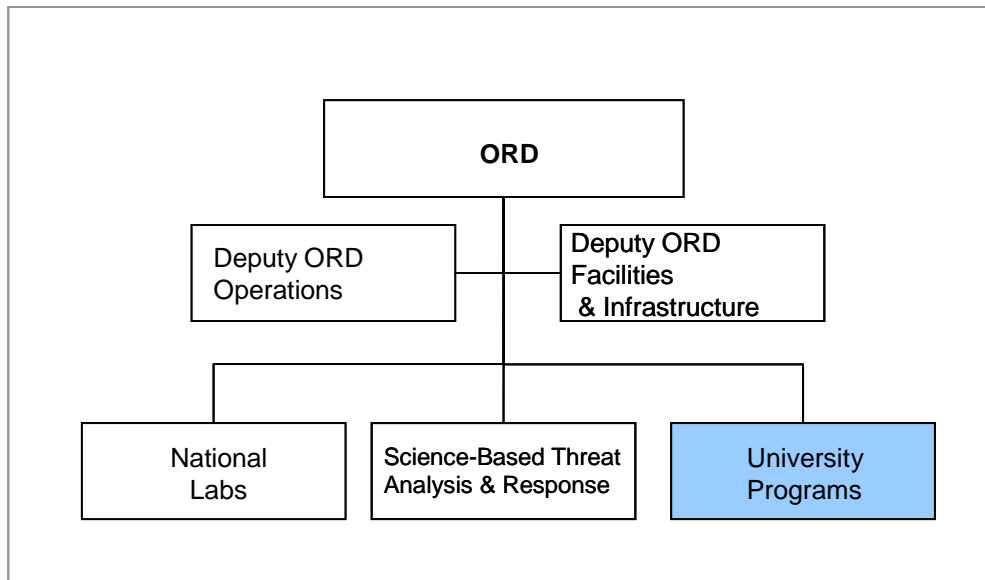 ORD
Deputy ORD
Operations
Deputy ORD
Facilities
& Infrastructure
National
Labs
Science-Based Threat
Analysis & Response
University
Programs